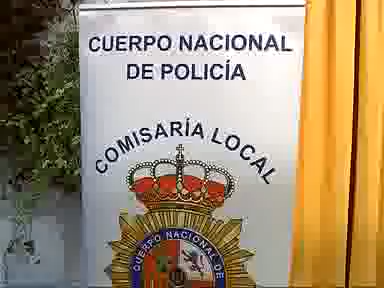 CUERPO NACIONAL
DE POLICÍA
COMISARÍA LOCAL
CUERPO NACIONAL DE